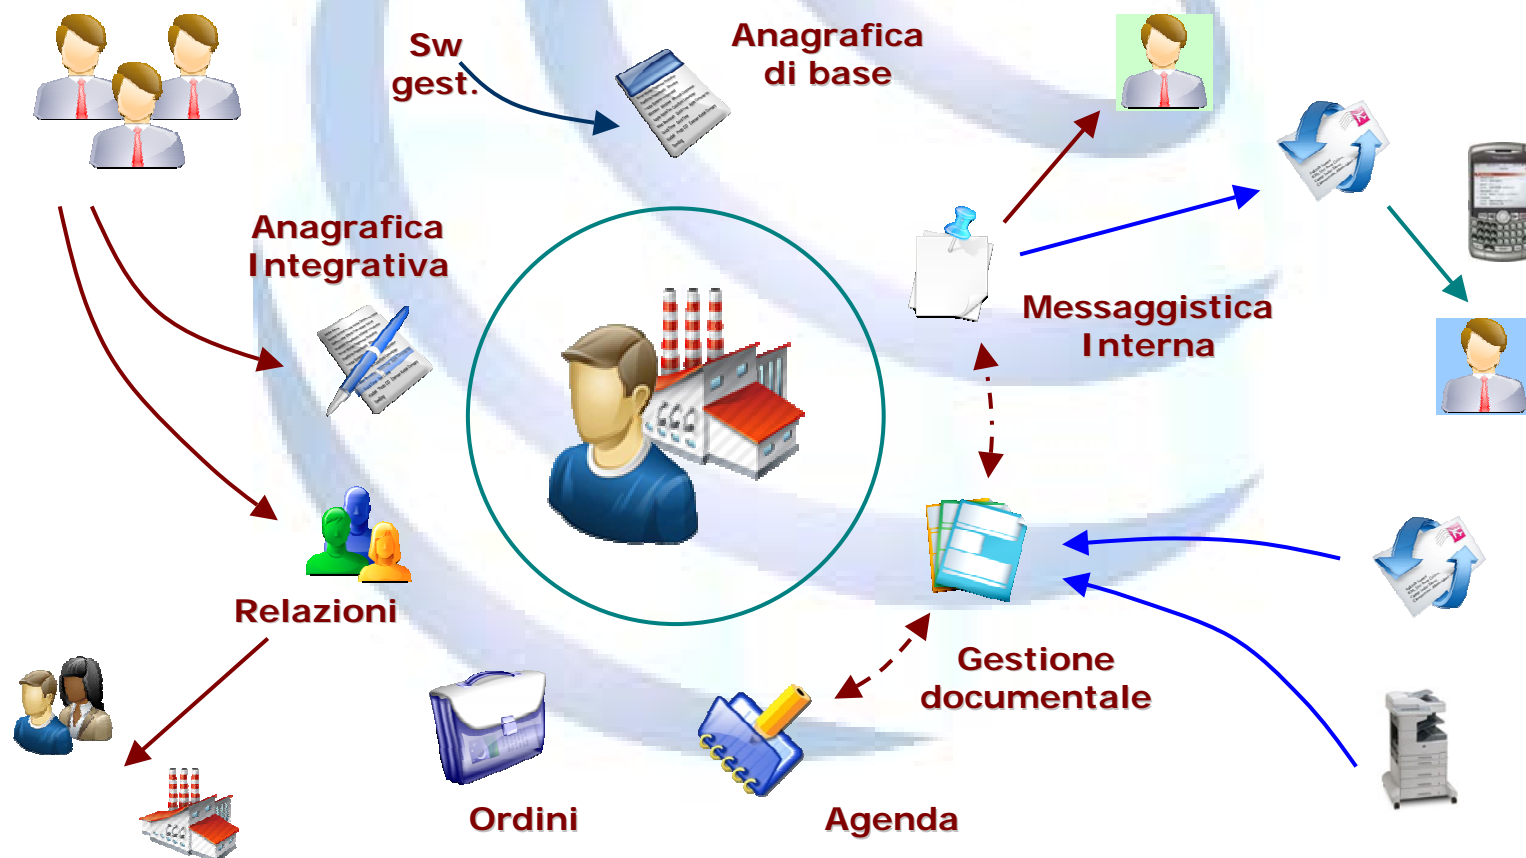 Sw
gest.
Anagrafica
di base
Anagrafica
Integrativa
Messaggistica
Interna
Relazioni
Gestione
documentale
Ordini
Agenda